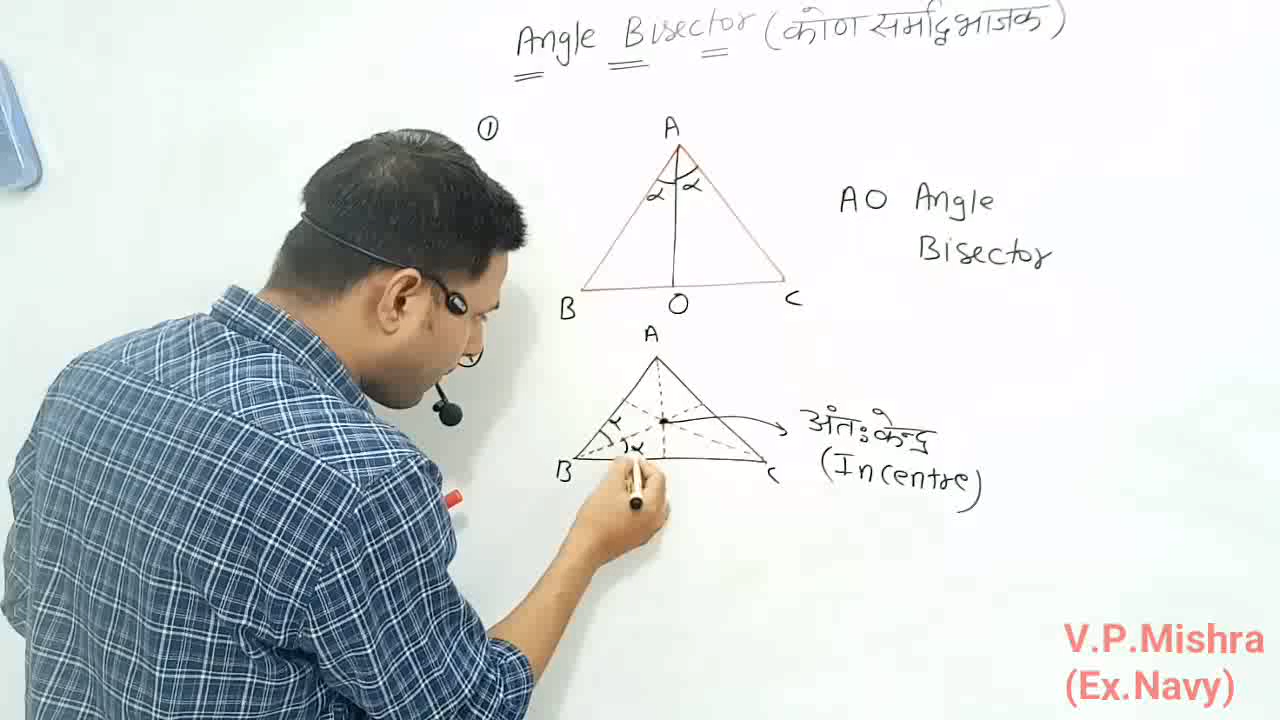 Angle Bisector (कोण समद्विभाजक)
①
A
α α
AO Angle
Bisector
B O C
A
α
α
B C
अंतः केन्द्र
(Incentre)
V.P.Mishra
(Ex.Navy)